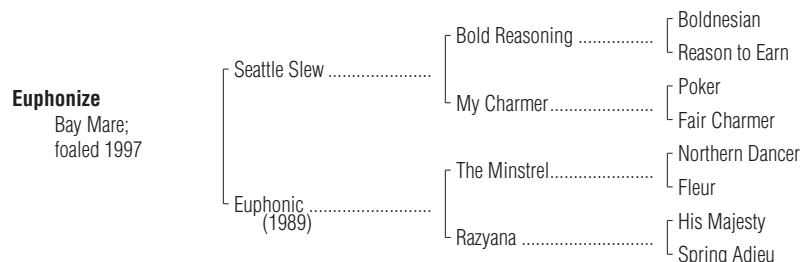 Boldnesian
Bold Reasoning ....................
Reason to Earn
Seattle Slew ............................
Poker
My Charmer............................
Fair Charmer
Euphonize
Bay Mare;
foaled 1997
Northern Dancer
The Minstrel............................
Fleur
Euphonic .................................
(1989)
His Majesty
Razyana ...................................
Spring Adieu